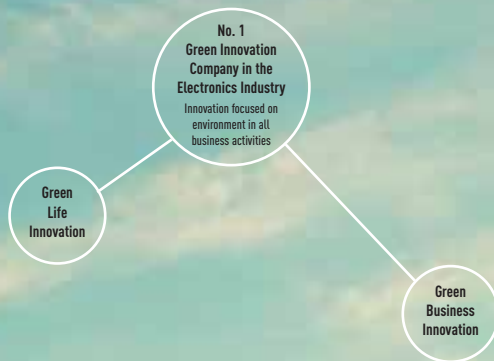 No. 1
Green Innovation
Company in the
Electronics Industry
Innovation focused on
environment in all
business activities
Green
Life
Innovation
Green
Business
Innovation